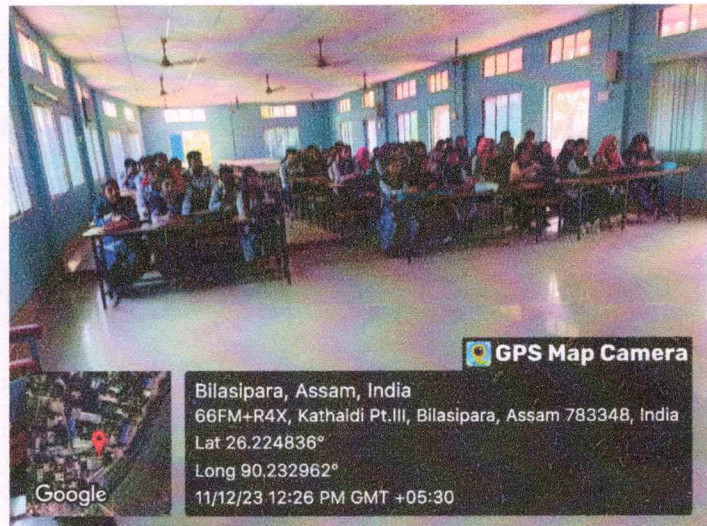 GPS Map Camera
Bilasipara, Assam, India
66FM+R4X, Kathaldi Pt.III, Bilasipara, Assam 783348, India
Lat 26.224836°
Long 90.232962°
11/12/23 12:26 PM GMT +05:30
Google